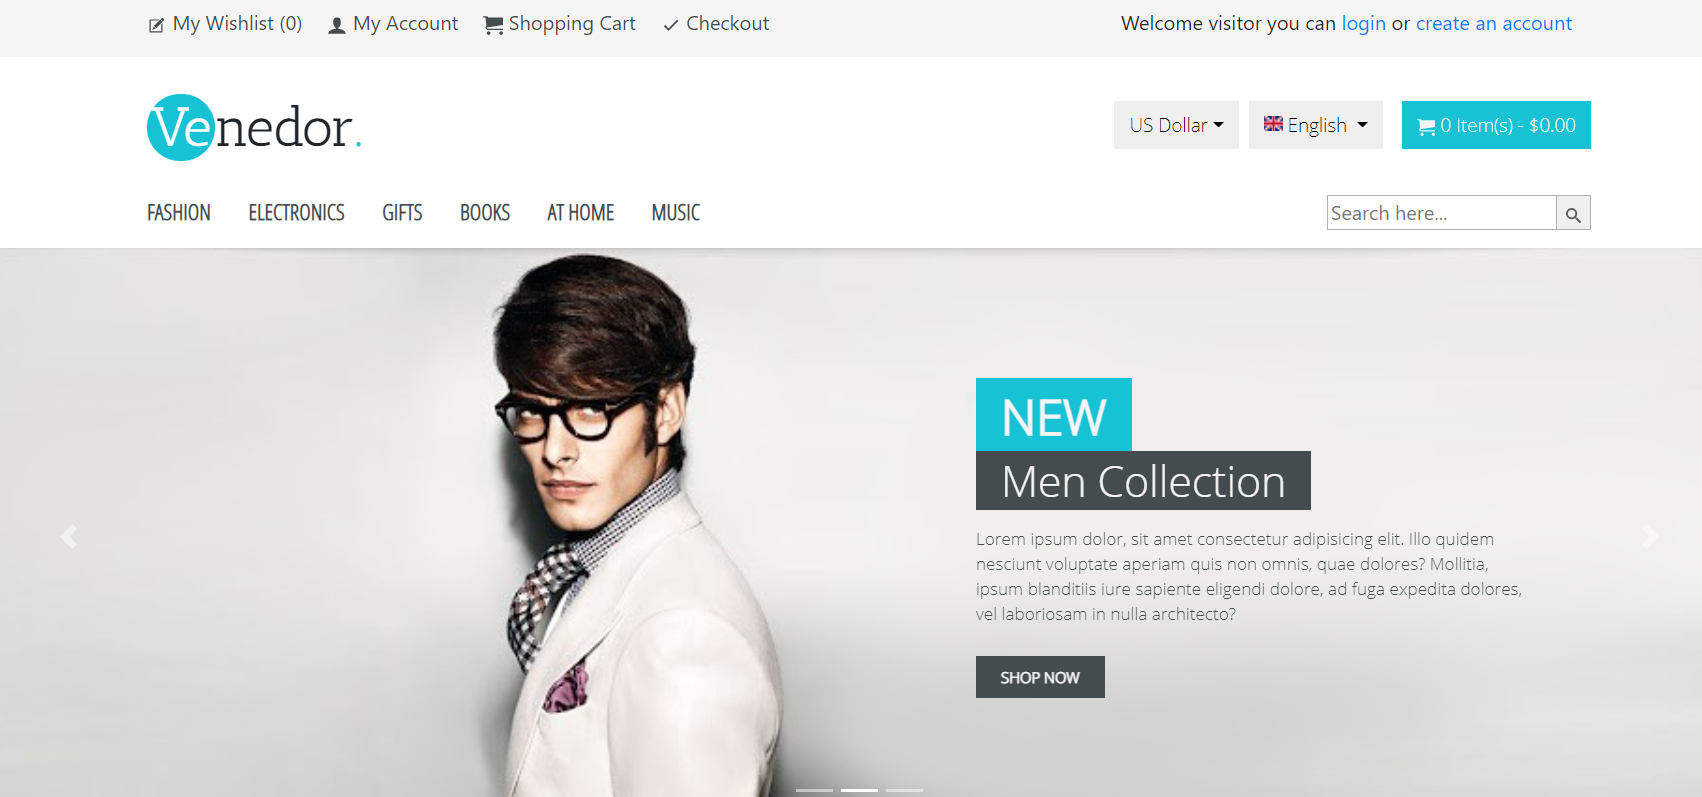 My Wishlist (0) My Account Shopping Cart Checkout Welcome visitor you can login or create an account
Venedor.
US Dollar English 0 Item(s) - $0.00
FASHION ELECTRONICS GIFTS BOOKS AT HOME MUSIC
Search here...
NEW
Men Collection
Lorem ipsum dolor, sit amet consectetur adipisicing elit. Illo quidem
nesciunt voluptate aperiam quis non omnis, quae dolores? Mollitia,
ipsum blanditiis iure sapiente eligendi dolore, ad fuga expedita dolores,
vel laboriosam in nulla architecto?
SHOP NOW